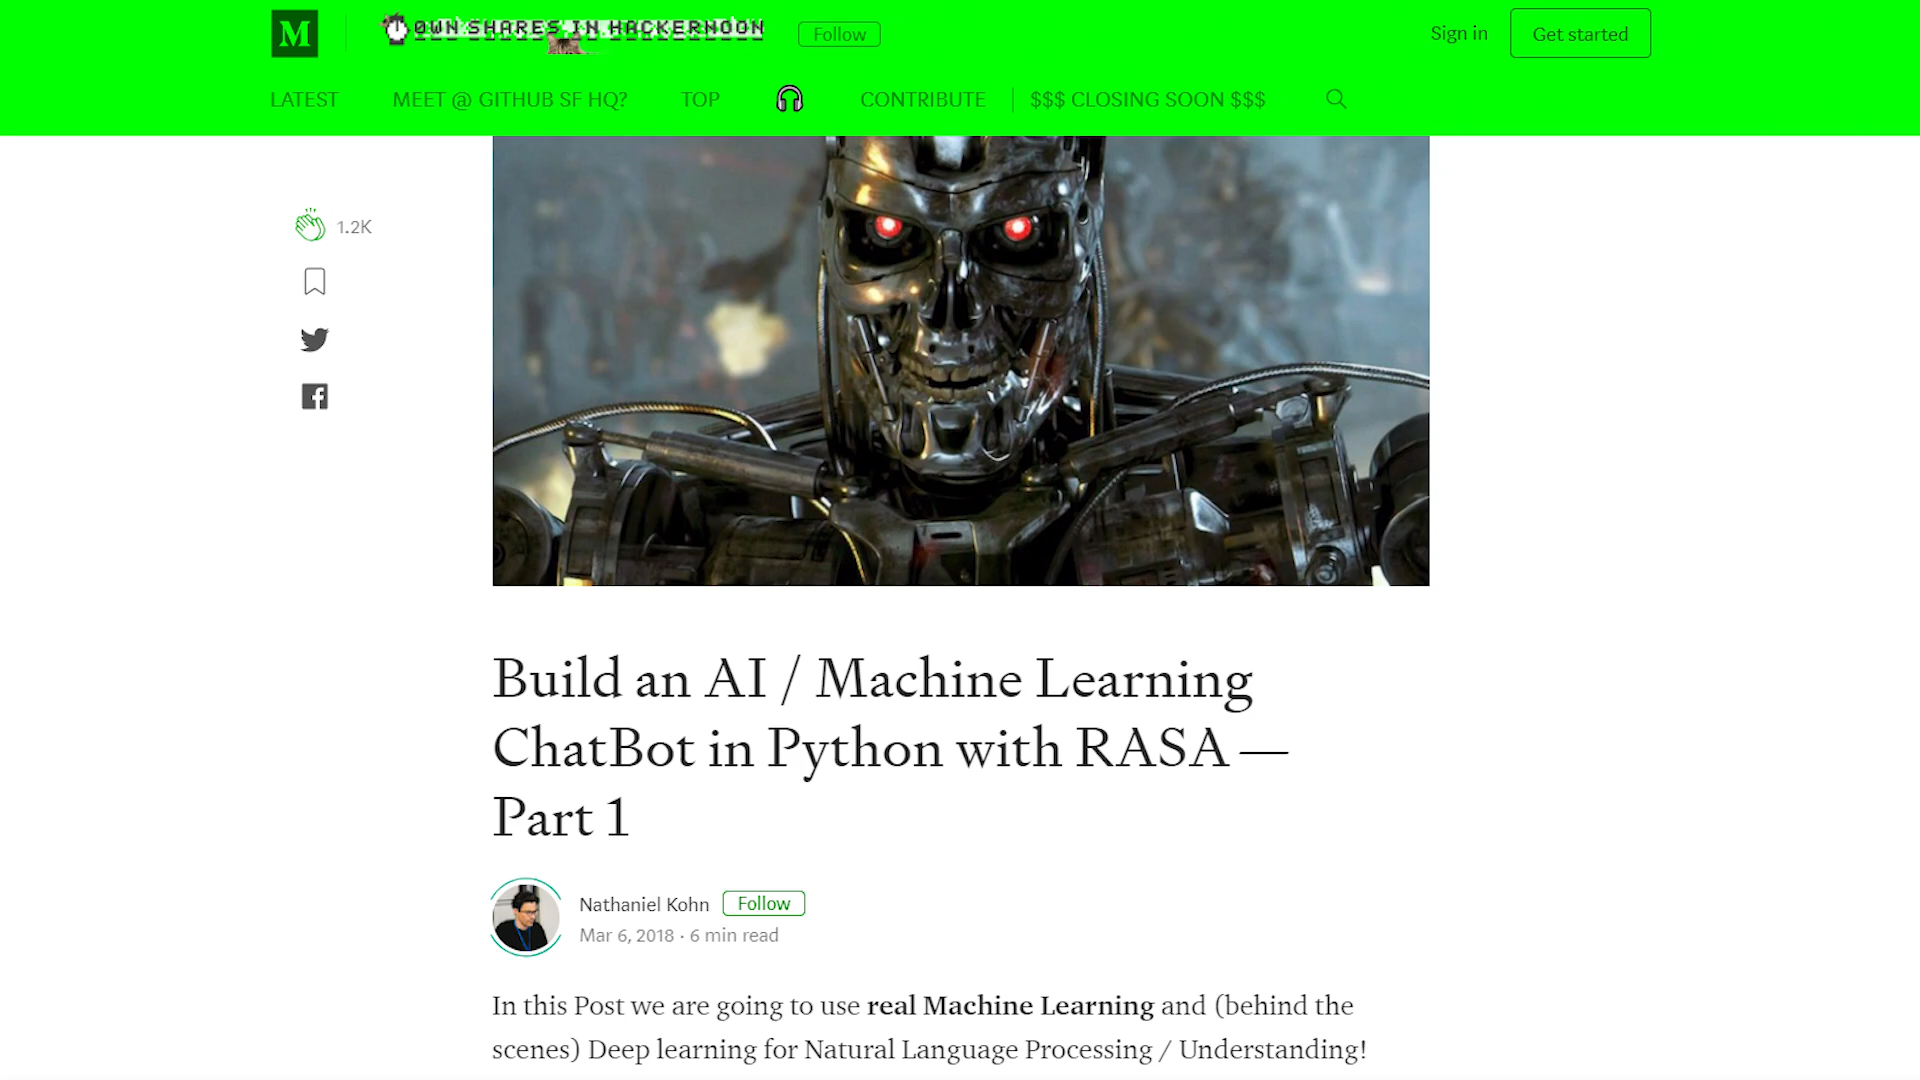 M
OWN SHARES IN HACKERNOON
Follow
Sign in
Get started
LATEST
MEET @ GITHUB SF HQ?
TOP
CONTRIBUTE
$$$ CLOSING SOON $$$
1.2K
Build an AI / Machine Learning
ChatBot in Python with RASA —
Part 1
Nathaniel Kohn
Follow
Mar 6, 2018 · 6 min read
In this Post we are going to use real Machine Learning and (behind the
scenes) Deep learning for Natural Language Processing / Understanding!